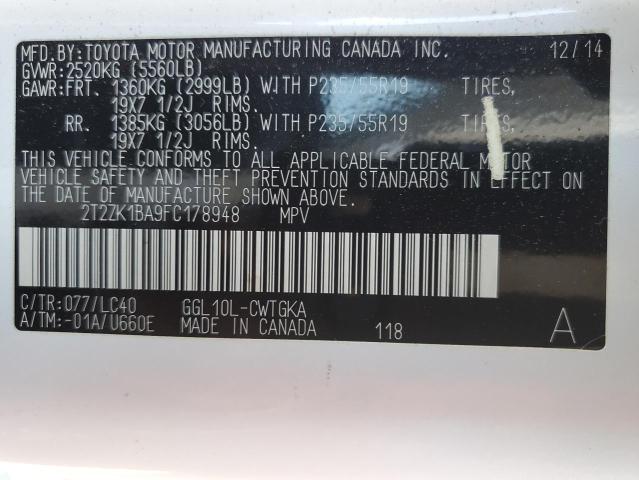 MFD.BY:TOYOTA MOTOR MANUFACTURING CANADA INC. 12/14
GVWR:2520KG (5560LB)
GAWR:FRT. 1360KG (2999LB) WITH P235/55R19 TIRES,
19X7 1/2J RIMS.
RR. 1385KG (3056LB) WITH P235/55R19 TIRES,
19X7 1/2J RIMS.
THIS VEHICLE CONFORMS TO ALL APPLICABLE FEDERAL MOTOR
VEHICLE SAFETY AND THEFT PREVENTION STANDARDS IN EFFECT ON
THE DATE OF MANUFACTURE SHOWN ABOVE.
2T2ZK1BA9FC178948 MPV
C/TR:077/LC40 GGL10L-CWTGKA
A/TM:-01A/U660E MADE IN CANADA 118 A